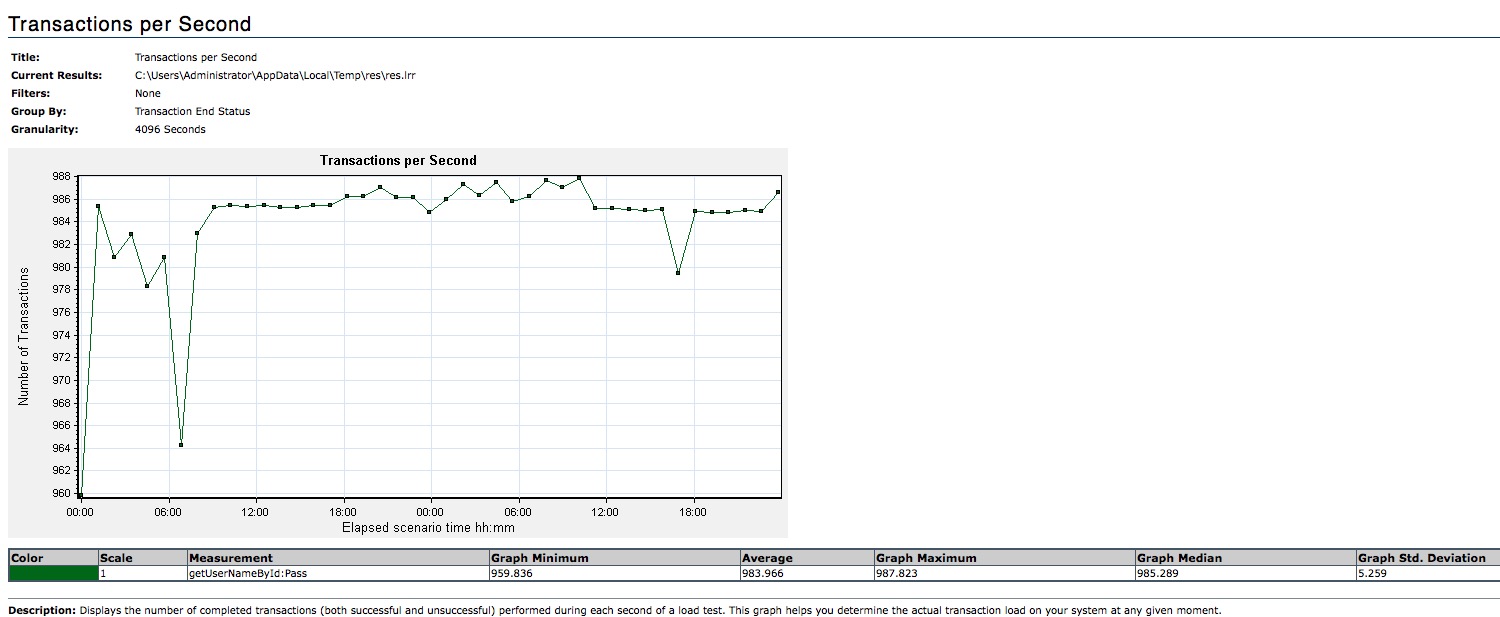 Transactions per Second
Title: Transactions per Second
Current Results: C:\Users\Administrator\AppData\Local\Temp\res\res.lrr
Filters: None
Group By: Transaction End Status
Granularity: 4096 Seconds
Transactions per Second
988
986
984
982
980
978
976
974
972
970
968
966
964
962
960
Number of Transactions
00:00 06:00 12:00 18:00 00:00 06:00 12:00 18:00
Elapsed scenario time hh:mm
Color Scale Measurement Graph Minimum Average Graph Maximum Graph Median Graph Std. Deviation
1 getUserNameById:Pass 959.836 983.966 987.823 985.289 5.259
Description: Displays the number of completed transactions (both successful and unsuccessful) performed during each second of a load test. This graph helps you determine the actual transaction load on your system at any given moment.